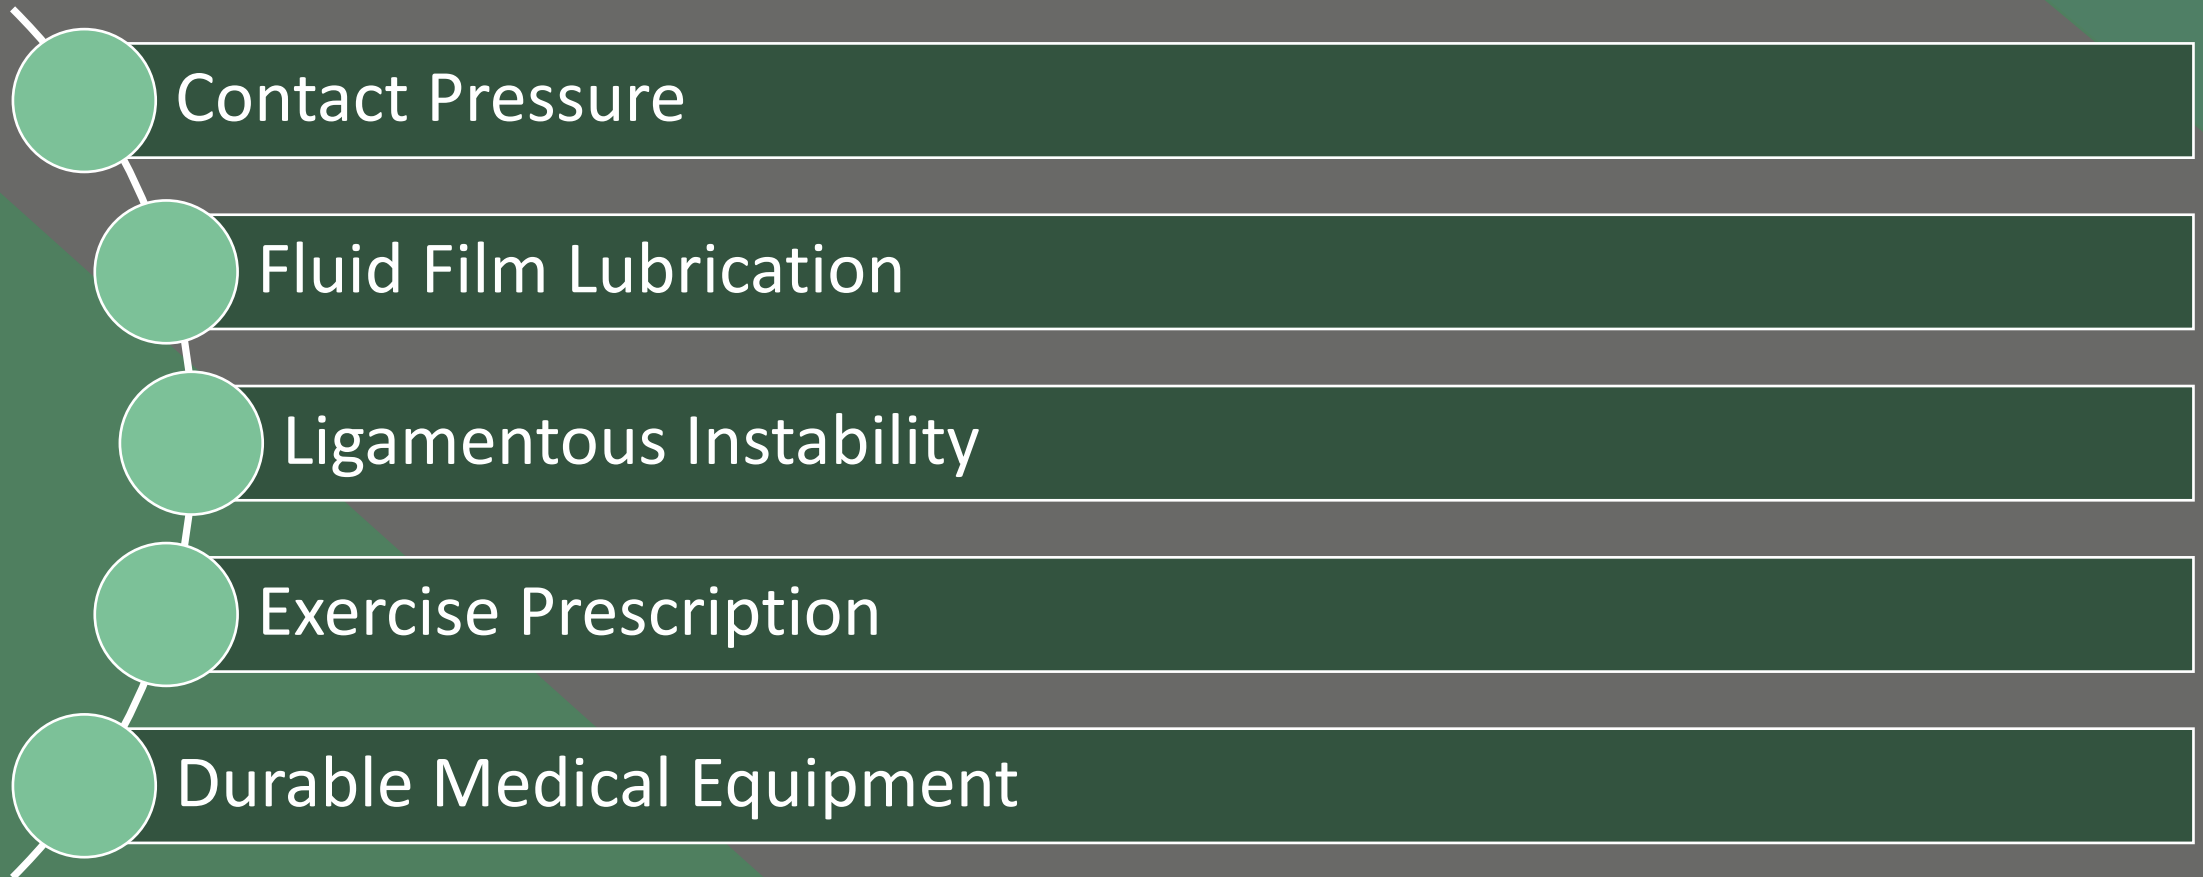 Contact Pressure
Fluid Film Lubrication
Ligamentous Instability
Exercise Prescription
Durable Medical Equipment